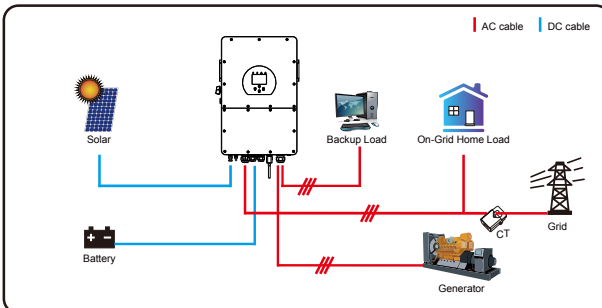 AC cable
DC cable
Solar
Backup Load
On-Grid Home Load
CT
Grid
Battery
Generator